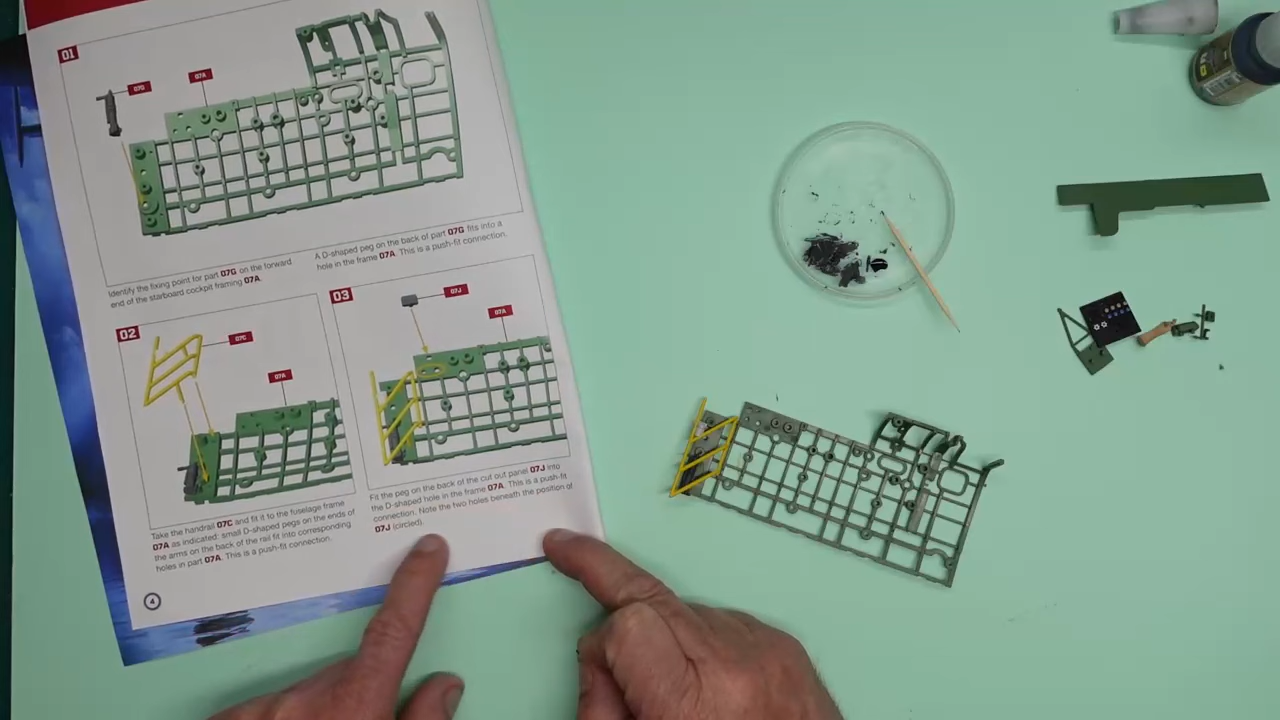 01
07G
07A
Identify the fixing point for part 07G on the forward
end of the starboard cockpit framing 07A.
A D-shaped peg on the back of part 07G fits into a
hole in the frame 07A. This is a push-fit connection.
02
07C
07A
Take the handrail 07C and fit it to the fuselage frame
07A as indicated: small D-shaped pegs on the ends of
the arms on the back of the rail fit into corresponding
holes in part 07A. This is a push-fit connection.
03
07J
07A
Fit the peg on the back of the cut out panel 07J into
the D-shaped hole in the frame 07A. This is a push-fit
connection. Note the two holes beneath the position of
07J (circled).
4